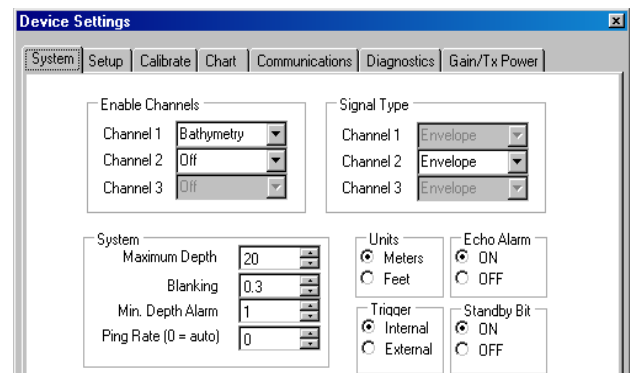 Device Settings
System Setup Calibrate Chart Communications Diagnostics Gain/Tx Power
Enable Channels
Channel 1 Bathymetry
Channel 2 Off
Channel 3 Off
Signal Type
Channel 1 Envelope
Channel 2 Envelope
Channel 3 Envelope
System
Maximum Depth 20
Blanking 0.3
Min. Depth Alarm 1
Ping Rate (0 = auto) 0
Units
Meters
Feet
Echo Alarm
ON
OFF
Trigger
Internal
External
Standby Bit
ON
OFF